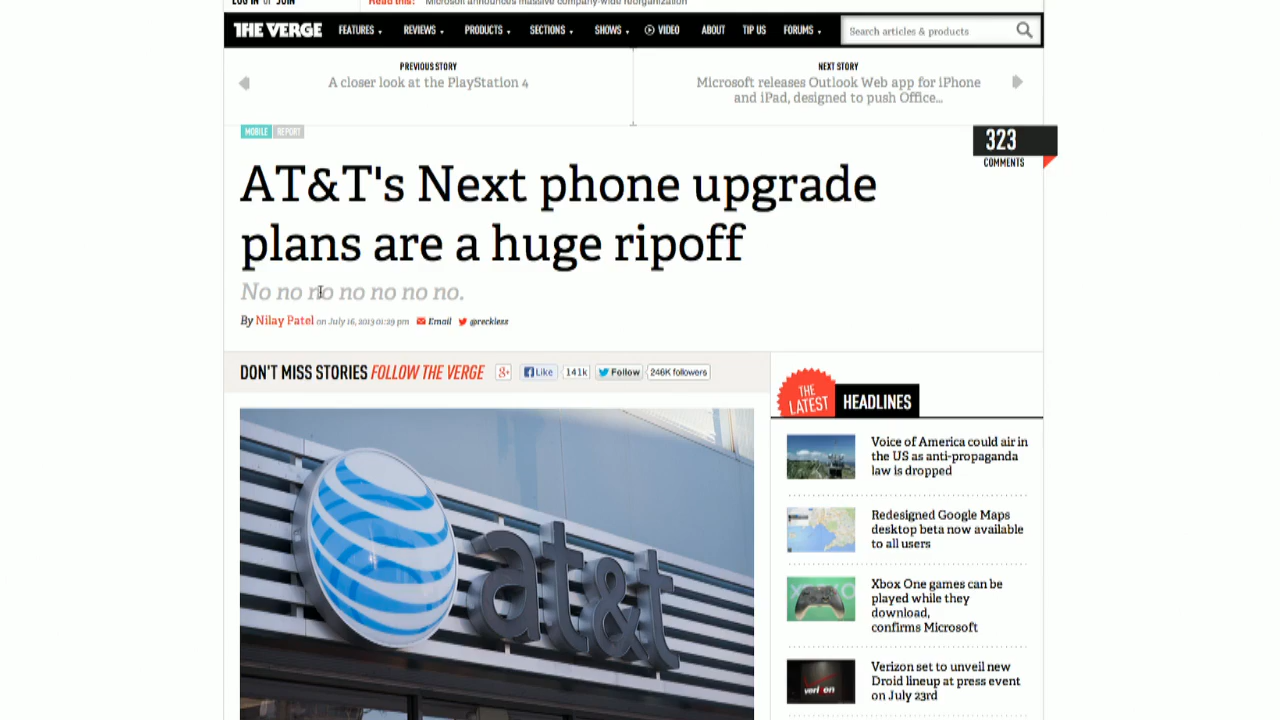 LOG IN or JOIN
Read this: Microsoft announces massive company-wide reorganization
THE VERGE FEATURES REVIEWS PRODUCTS SECTIONS SHOWS VIDEO ABOUT TIP US FORUMS Search articles & products
PREVIOUS STORY
A closer look at the PlayStation 4
NEXT STORY
Microsoft releases Outlook Web app for iPhone
and iPad, designed to push Office...
MOBILE REPORT
323
COMMENTS
AT&T's Next phone upgrade
plans are a huge ripoff
No no no no no no no.
By Nilay Patel on July 16, 2013 01:29 pm Email @reckless
DON'T MISS STORIES FOLLOW THE VERGE g+ Like 141k Follow 246K followers
THE
LATEST
HEADLINES
Voice of America could air in
the US as anti-propaganda
law is dropped
Redesigned Google Maps
desktop beta now available
to all users
Xbox One games can be
played while they
download,
confirms Microsoft
Verizon set to unveil new
Droid lineup at press event
on July 23rd
at&t
verizon